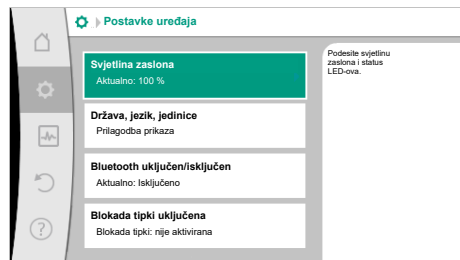 Postavke uređaja
Svjetlina zaslona
Aktualno: 100 %
Država, jezik, jedinice
Prilagodba prikaza
Bluetooth uključen/isključen
Aktualno: Isključeno
Blokada tipki uključena
Blokada tipki: nije aktivirana
Podesite svjetlinu
zaslona i status
LED-ova.
?